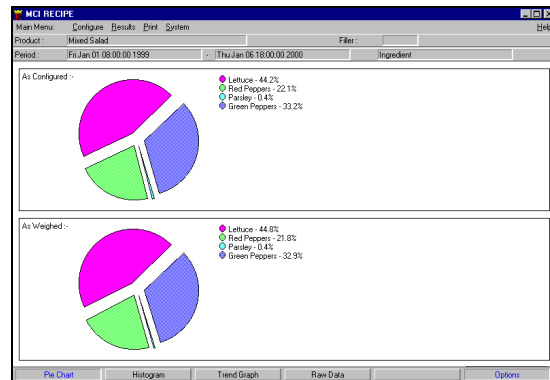 MCI RECIPE
Main Menu: Configure Results Print System Help
Product : Mixed Salad Filler :
Period : Fri Jan 01 08:00:00 1999 - Thu Jan 06 18:00:00 2000 Ingredient
As Configured :-
Lettuce - 44.2%
Red Peppers - 22.1%
Parsley - 0.4%
Green Peppers - 33.2%
As Weighed :-
Lettuce - 44.8%
Red Peppers - 21.8%
Parsley - 0.4%
Green Peppers - 32.9%
Pie Chart Histogram Trend Graph Raw Data Options